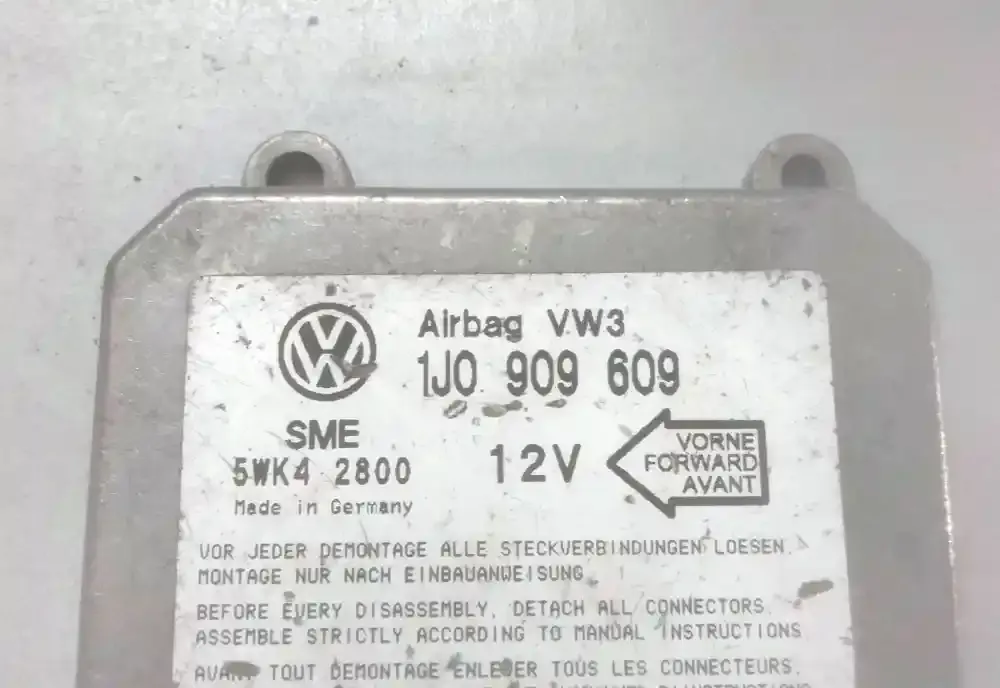 Airbag VW3
1J0 909 609
SME
5WK4 2800
12V
VORNE
FORWARD
AVANT
Made in Germany
VOR JEDER DEMONTAGE ALLE STECKVERBINDUNGEN LOESEN.
MONTAGE NUR NACH EINBAUANWEISUNG.
BEFORE EVERY DISASSEMBLY, DETACH ALL CONNECTORS.
ASSEMBLE STRICTLY ACCORDING TO MANUAL INSTRUCTIONS
AVANT TOUT DEMONTAGE ENLEVER TOUS LES CONNECTEURS.